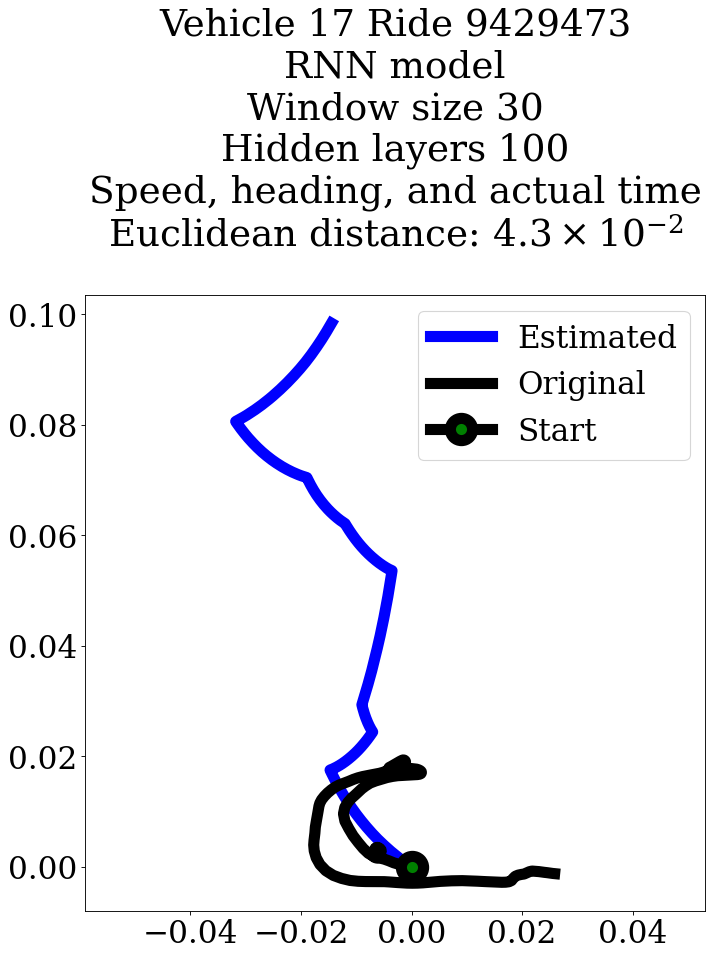 Vehicle 17 Ride 9429473
RNN model
Window size 30
Hidden layers 100
Speed, heading, and actual time
Euclidean distance: 4.3 × 10⁻²
Estimated
Original
Start
0.10
0.08
0.06
0.04
0.02
0.00
−0.04 −0.02 0.00 0.02 0.04